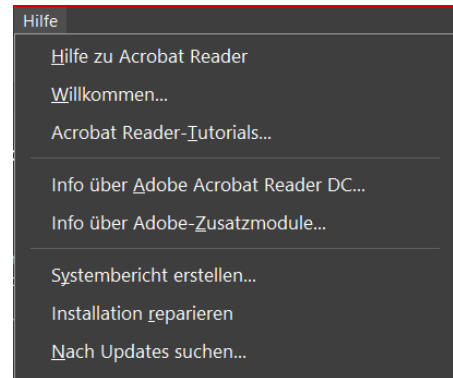 Hilfe
Hilfe zu Acrobat Reader
Willkommen...
Acrobat Reader-Tutorials...
Info über Adobe Acrobat Reader DC...
Info über Adobe-Zusatzmodule...
Systembericht erstellen...
Installation reparieren
Nach Updates suchen...